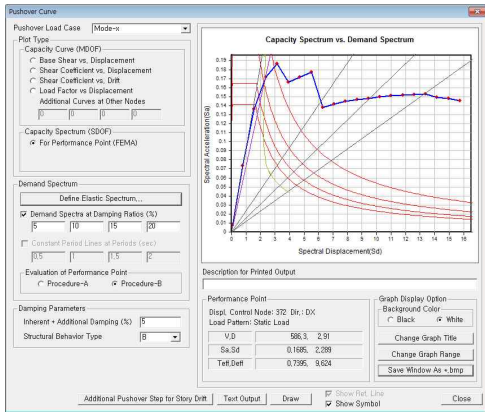 Pushover Curve
Pushover Load Case Mode-x
Plot Type
Capacity Curve (MDOF)
Base Shear vs, Displacement
Shear Coefficient vs, Displacement
Shear Coefficient vs, Drift
Load Factor vs Displacement
Additional Curves at Other Nodes
0 0 0 0
Capacity Spectrum (SDOF)
For Performance Point (FEMA)
Demand Spectrum
Define Elastic Spectrum,,,
Demand Spectra at Damping Ratios (%)
5 10 15 20
Constant Period Lines at Periods (sec)
0,5 1 1,5 2
Evaluation of Performance Point
Procedure-A Procedure-B
Damping Parameters
Inherent + Additional Damping (%) 5
Structural Behavior Type B
Capacity Spectrum vs. Demand Spectrum
Spectral Acceleration(Sa)
0.19
0.18
0.17
0.16
0.15
0.14
0.13
0.12
0.11
0.1
0.09
0.08
0.07
0.06
0.05
0.04
0.03
0.02
0.01
0
0 1 2 3 4 5 6 7 8 9 10 11 12 13 14 15 16
Spectral Displacement(Sd)
Description for Printed Output
Performance Point
Displ, Control Node: 372 Dir,: DX
Load Pattern: Static Load
V,D 586,3, 2,91
Sa,Sd 0,1685, 2,289
Teff,Deff 0,7395, 9,624
Graph Display Option
Background Color
Black White
Change Graph Title
Change Graph Range
Save Window As *,bmp
Additional Pushover Step for Story Drift Text Output Draw
Show Ref, Line
Show Symbol
Close